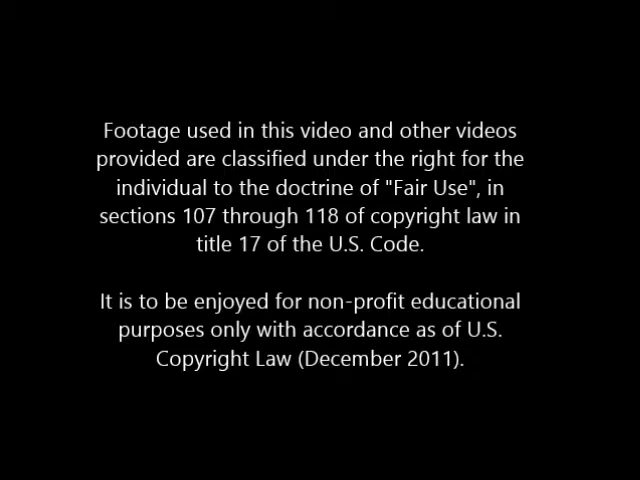 Footage used in this video and other videos
provided are classified under the right for the
individual to the doctrine of "Fair Use", in
sections 107 through 118 of copyright law in
title 17 of the U.S. Code.
It is to be enjoyed for non-profit educational
purposes only with accordance as of U.S.
Copyright Law (December 2011).